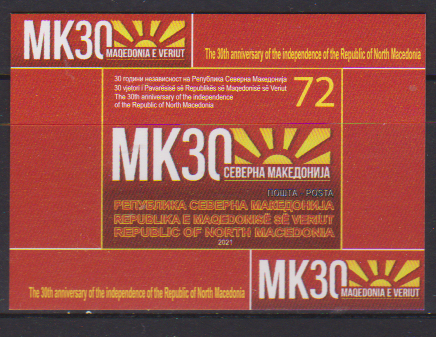 MK30 MAQEDONIA E VERIUT
The 30th anniversary of the independence of the Republic of North Macedonia
30 години независност на Република Северна Македонија
30 vjetori i Pavarësisë së Republikës së Maqedonisë së Veriut
The 30th anniversary of the independence
of the Republic of North Macedonia
72
MK30 СЕВЕРНА МАКЕДОНИЈА
ПОШТА POSTA
РЕПУБЛИКА СЕВЕРНА МАКЕДОНИЈА
REPUBLIKA E MAQEDONISË SË VERIUT
REPUBLIC OF NORTH MACEDONIA
2021
The 30th anniversary of the independence of the Republic of North Macedonia
MK30 MAQEDONIA E VERIUT